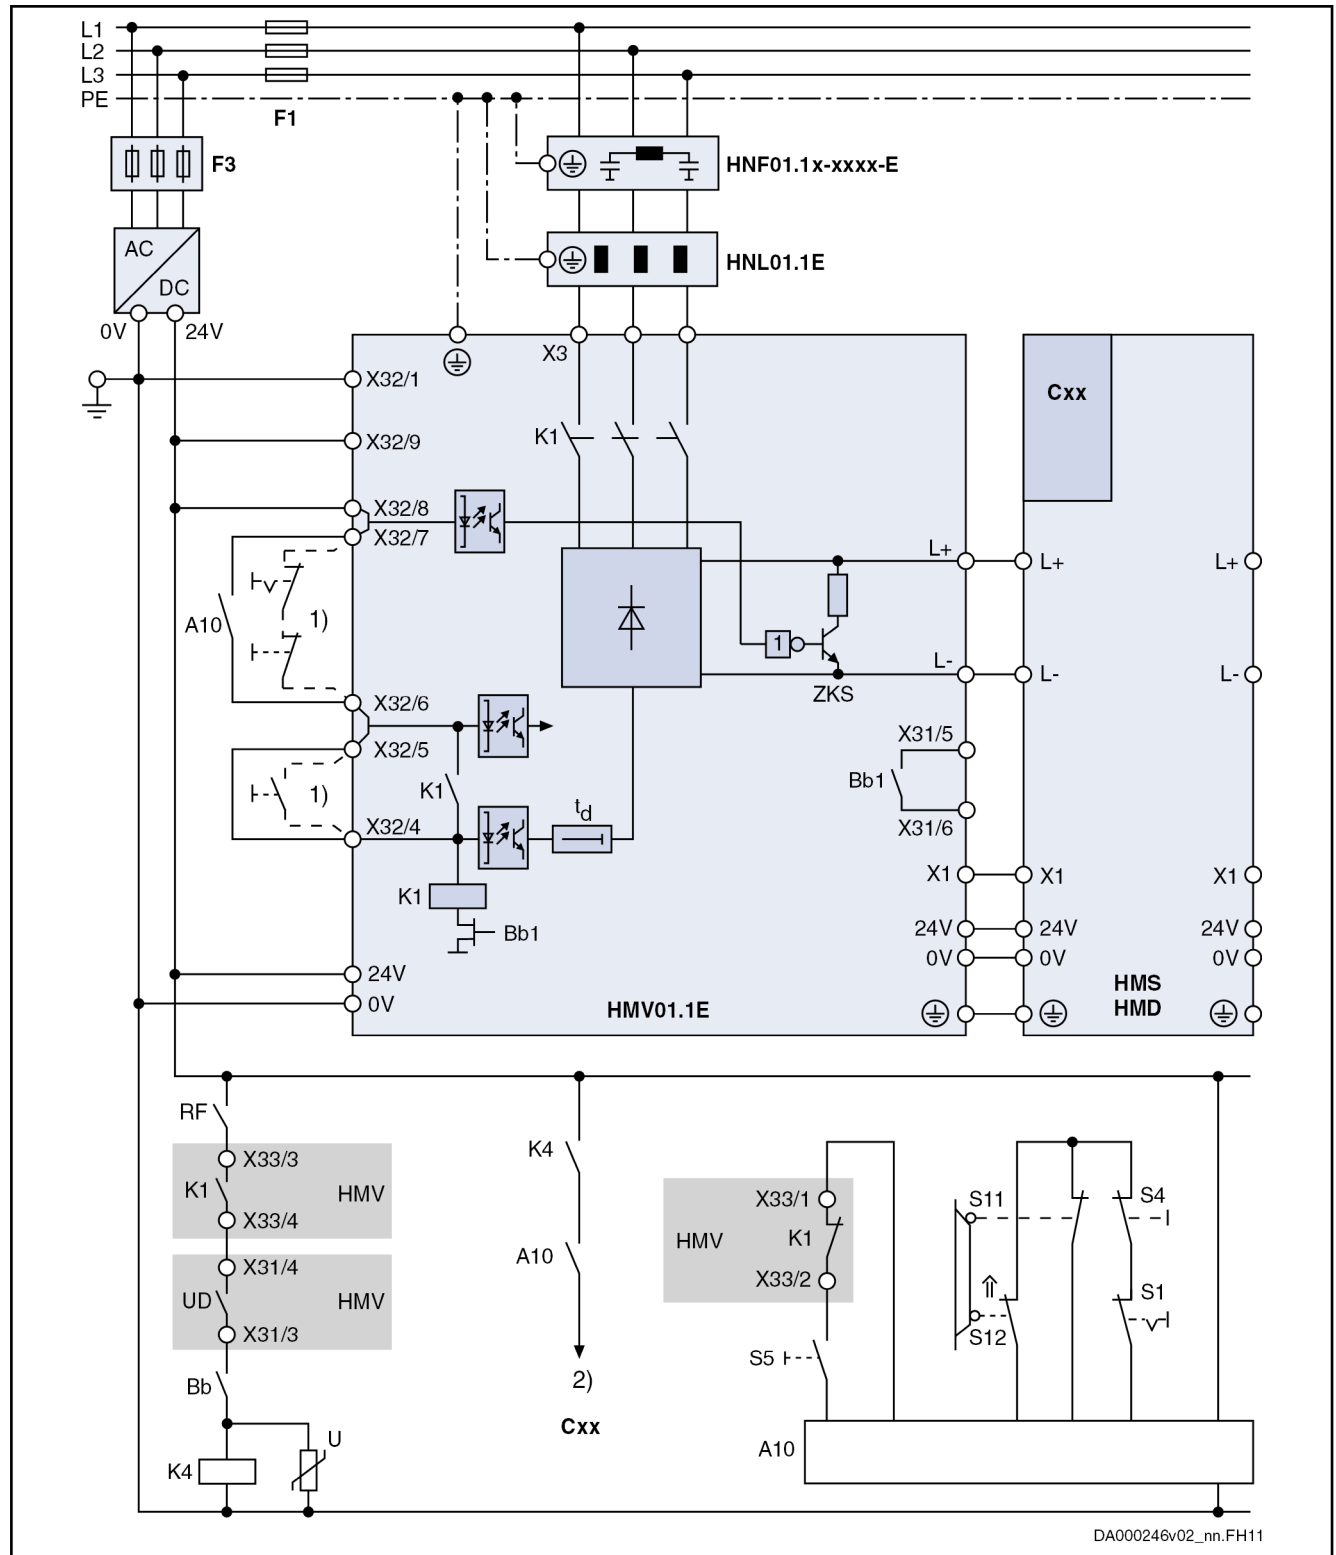 L1
L2
L3
PE
F1
F3
HNF01.1x-xxxx-E
AC
DC
HNL01.1E
0V
24V
X3
X32/1
Cxx
X32/9
K1
X32/8
X32/7
L+
L+
L+
A10
1)
1
L-
L-
L-
ZKS
X32/6
X32/5
X31/5
K1
1)
Bb1
td
X32/4
X31/6
K1
X1
X1
X1
Bb1
24V
24V
24V
0V
0V
0V
24V
0V
HMV01.1E
HMS
HMD
RF
X33/3
K1
HMV
X33/4
X31/4
UD
HMV
X31/3
Bb
U
K4
K4
A10
2)
Cxx
X33/1
HMV
K1
X33/2
S5
S11
S4
S1
S12
A10
DA000246v02_nn.FH11